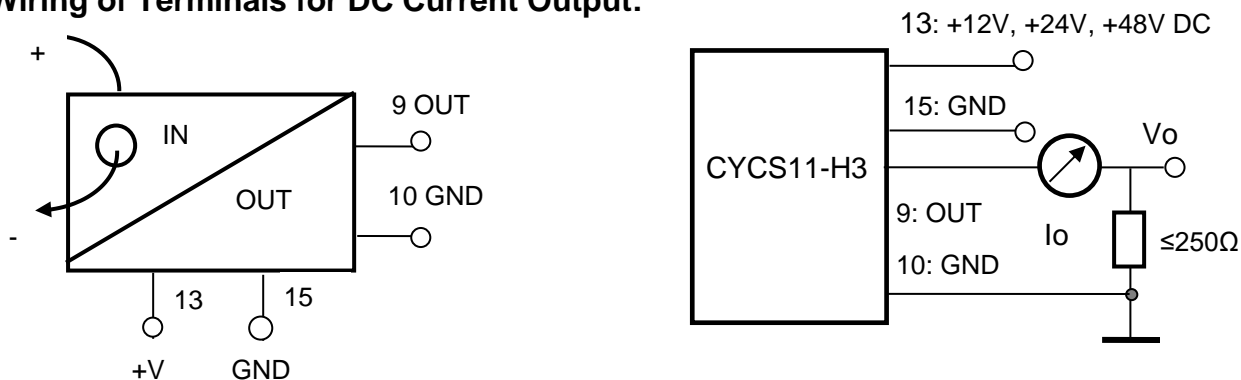 Wiring of Terminals for DC Current Output:
+
IN
OUT
-
9 OUT
10 GND
13
15
+V
GND
13: +12V, +24V, +48V DC
15: GND
CYCS11-H3
Vo
9: OUT
Io
≤250Ω
10: GND